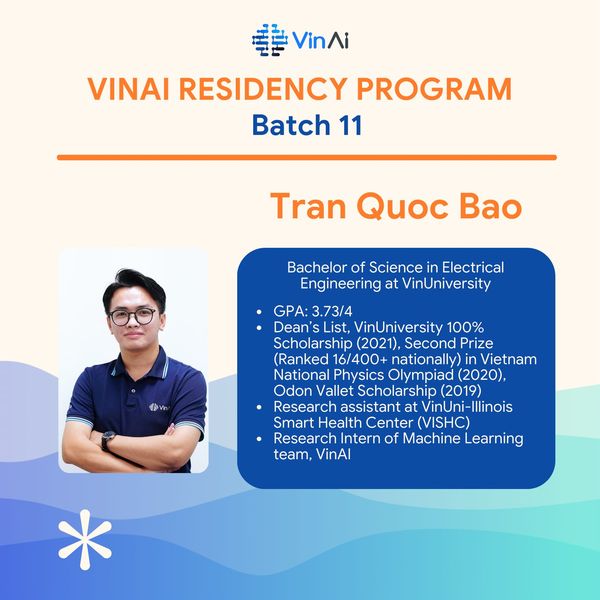 VinAi
VINAI RESIDENCY PROGRAM
Batch 11
Tran Quoc Bao
Bachelor of Science in Electrical
Engineering at VinUniversity
• GPA: 3.73/4
• Dean's List, VinUniversity 100%
Scholarship (2021), Second Prize
(Ranked 16/400+ nationally) in Vietnam
National Physics Olympiad (2020),
Odon Vallet Scholarship (2019)
• Research assistant at VinUni-Illinois
Smart Health Center (VISHC)
• Research Intern of Machine Learning
team, VinAI
VinAi